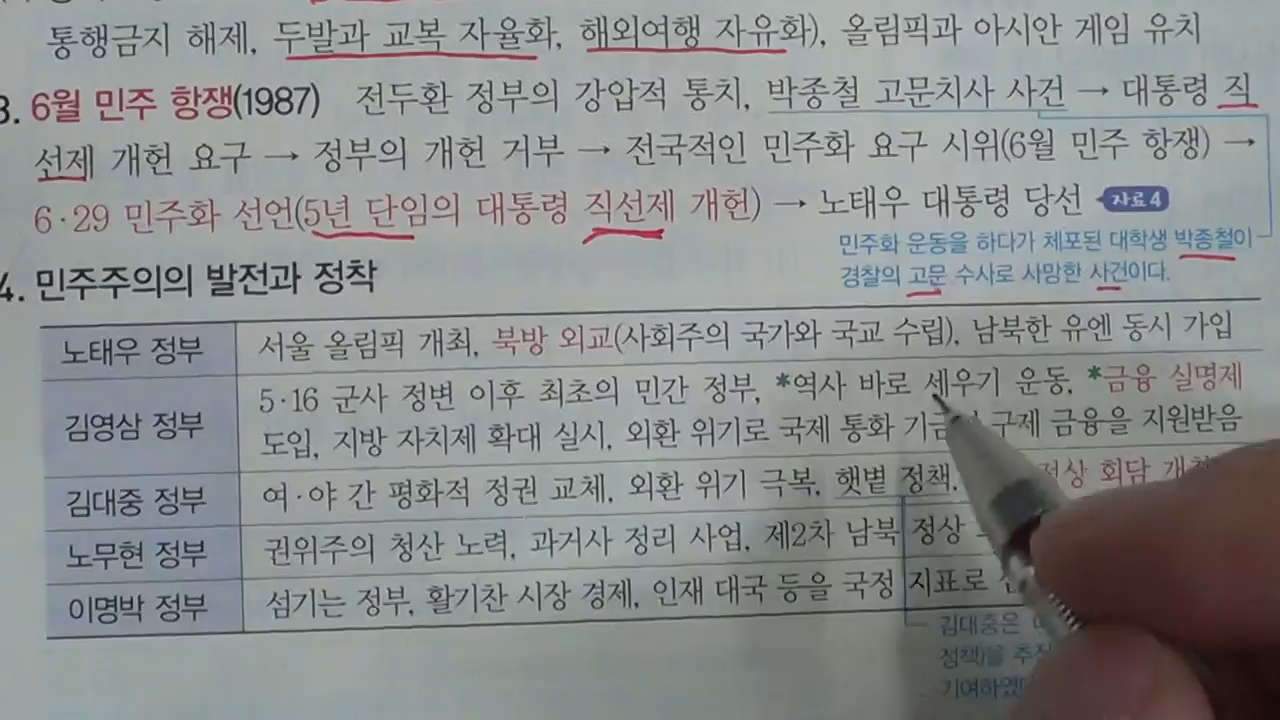 통행금지 해제, 두발과 교복 자율화, 해외여행 자유화), 올림픽과 아시안 게임 유치
3. 6월 민주 항쟁(1987) 전두환 정부의 강압적 통치, 박종철 고문치사 사건 → 대통령 직
선제 개헌 요구 → 정부의 개헌 거부 → 전국적인 민주화 요구 시위(6월 민주 항쟁) →
6·29 민주화 선언(5년 단임의 대통령 직선제 개헌) → 노태우 대통령 당선 자료 4
민주화 운동을 하다가 체포된 대학생 박종철이
경찰의 고문 수사로 사망한 사건이다.
4. 민주주의의 발전과 정착
노태우 정부 서울 올림픽 개최, 북방 외교(사회주의 국가와 국교 수립), 남북한 유엔 동시 가입
김영삼 정부 5·16 군사 정변 이후 최초의 민간 정부, *역사 바로 세우기 운동, *금융 실명제
도입, 지방 자치제 확대 실시, 외환 위기로 국제 통화 구제 금융을 지원받음
김대중 정부 여·야 간 평화적 정권 교체, 외환 위기 극복, 햇볕 정책, 정상 회담
노무현 정부 권위주의 청산 노력, 과거사 정리 사업, 제2차 남북 정상
이명박 정부 섬기는 정부, 활기찬 시장 경제, 인재 대국 등을 국정 지표로
김대중은
정책)을